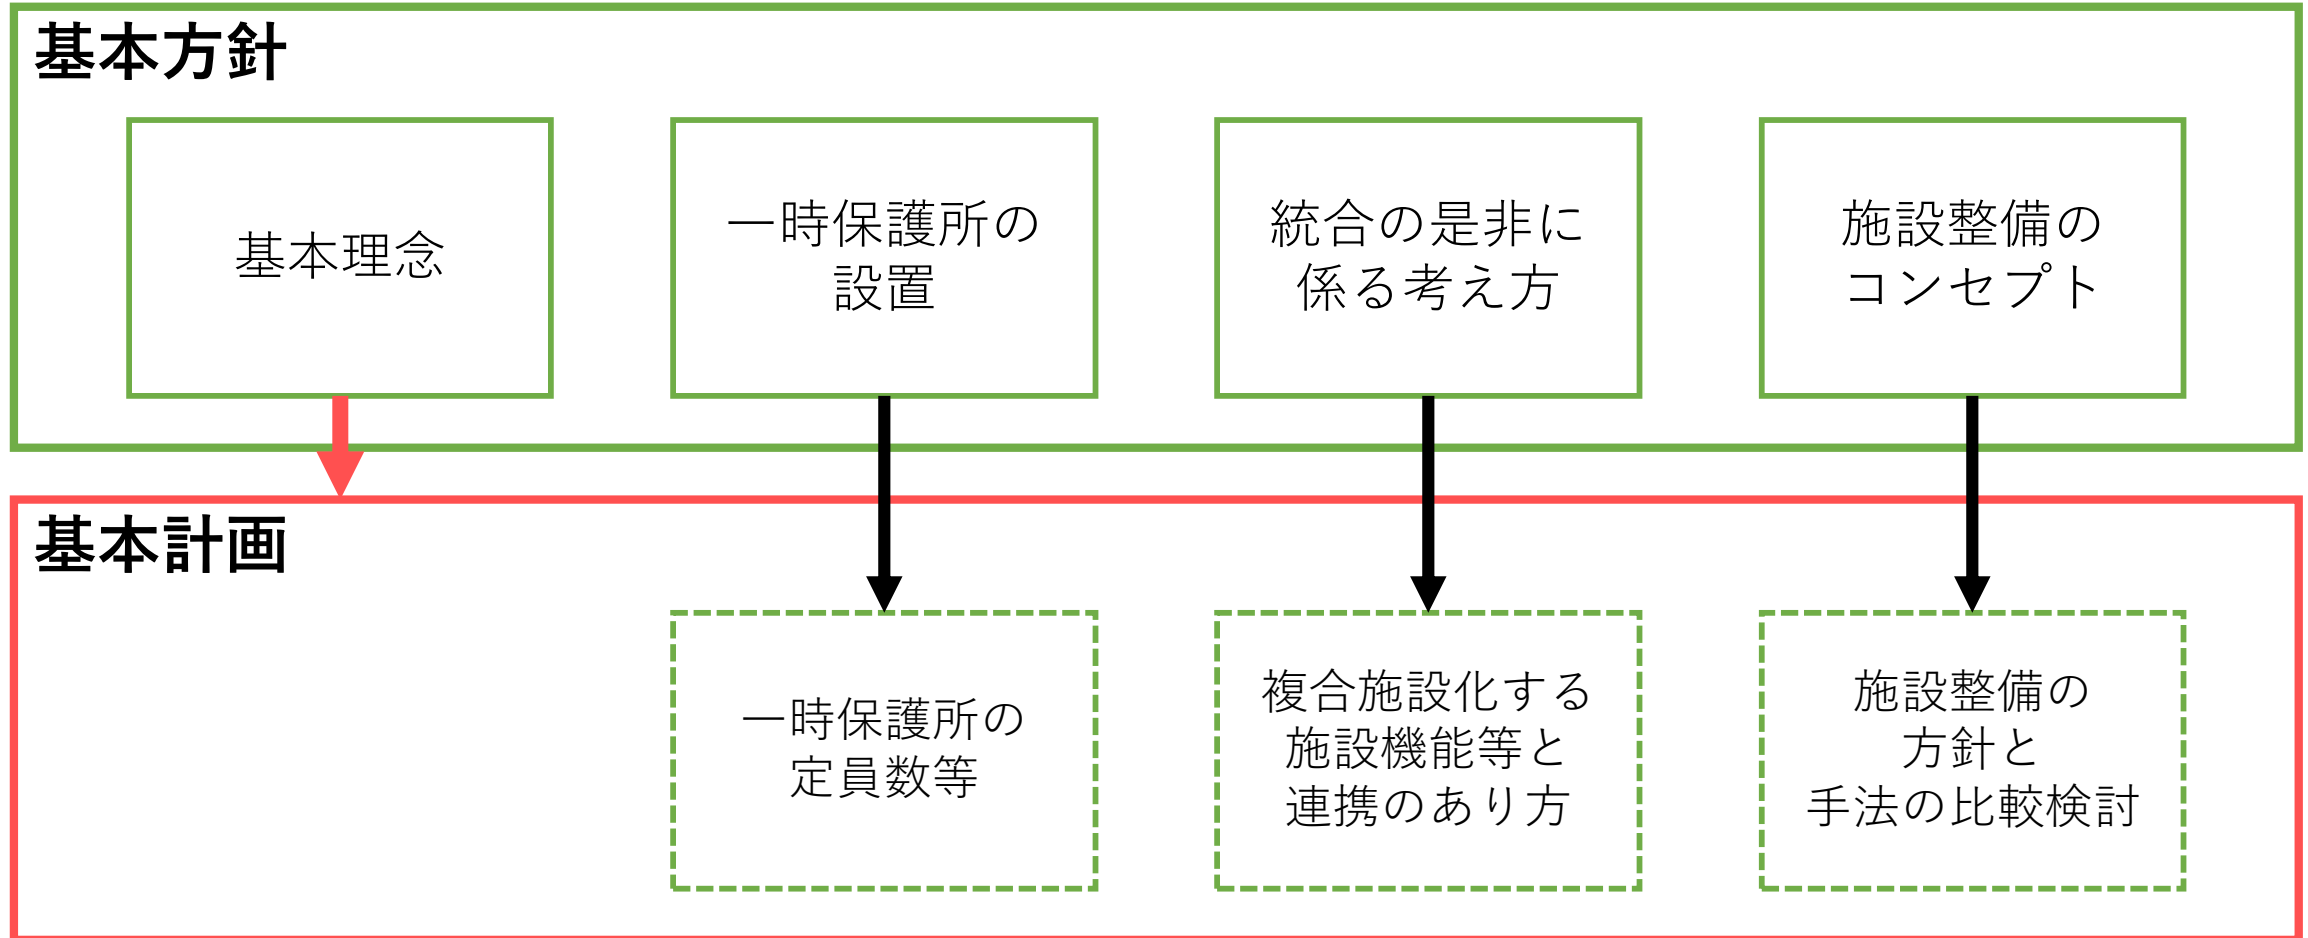 基本方針
基本理念
一時保護所の
設置
統合の是非に
係る考え方
施設整備の
コンセプト
基本計画
一時保護所の
定員数等
複合施設化する
施設機能等と
連携のあり方
施設整備の
方針と
手法の比較検討